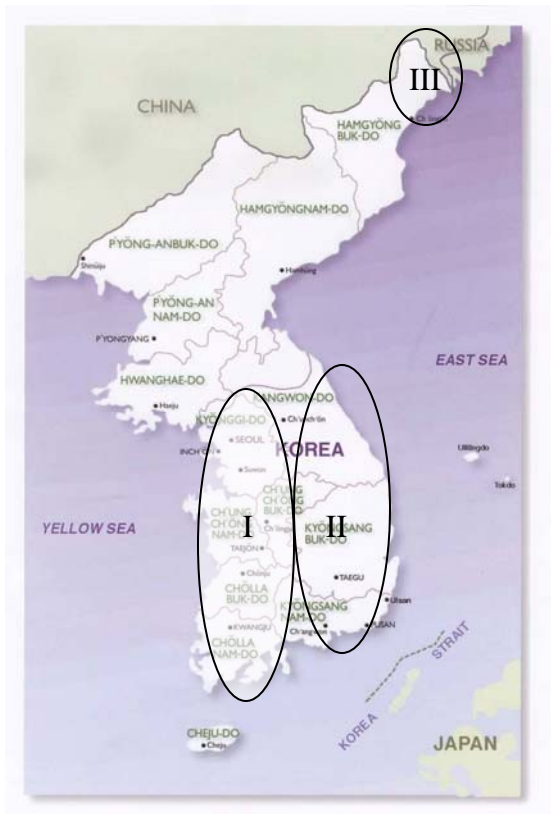 RUSSIA
III
CHINA
HAMGYŎNG
BUK-DO
HAMGYŎNGNAM-DO
P'YŎNG-ANBUK-DO
Hamhŭng
P'YŎNG-AN
NAM-DO
P'YONGYANG
EAST SEA
HWANGHAE-DO
KANGWON-DO
Haeju
KYŎNGGI-DO
SEOUL
KOREA
INCH'ŎN
Suwon
Ullŭngdo
Tokdo
CH'UNG
CH'ŎNG
BUK-DO
CH'UNG
CH'ŎNG
NAM-DO
I
II
YELLOW SEA
KYŎNGSANG
BUK-DO
TAEJŎN
Chŏnju
TAEGU
CHŎLLA
BUK-DO
KYŎNGSANG
NAM-DO
Ulsan
KWANGJU
Ch'angwon
PUSAN
CHŎLLA
NAM-DO
KOREA STRAIT
CHEJU-DO
Cheju
JAPAN